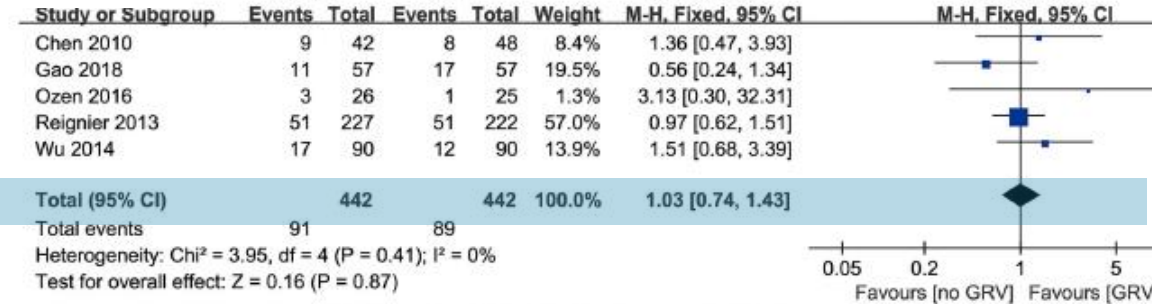 Study or Subgroup Events Total Events Total Weight M-H, Fixed, 95% CI M-H, Fixed, 95% CI
Chen 2010 9 42 8 48 8.4% 1.36 [0.47, 3.93]
Gao 2018 11 57 17 57 19.5% 0.56 [0.24, 1.34]
Ozen 2016 3 26 1 25 1.3% 3.13 [0.30, 32.31]
Reignier 2013 51 227 51 222 57.0% 0.97 [0.62, 1.51]
Wu 2014 17 90 12 90 13.9% 1.51 [0.68, 3.39]
Total (95% CI) 442 442 100.0% 1.03 [0.74, 1.43]
Total events 91 89
Heterogeneity: Chi² = 3.95, df = 4 (P = 0.41); I² = 0%
Test for overall effect: Z = 0.16 (P = 0.87)
0.05 0.2 1 5
Favours [no GRV] Favours [GRV